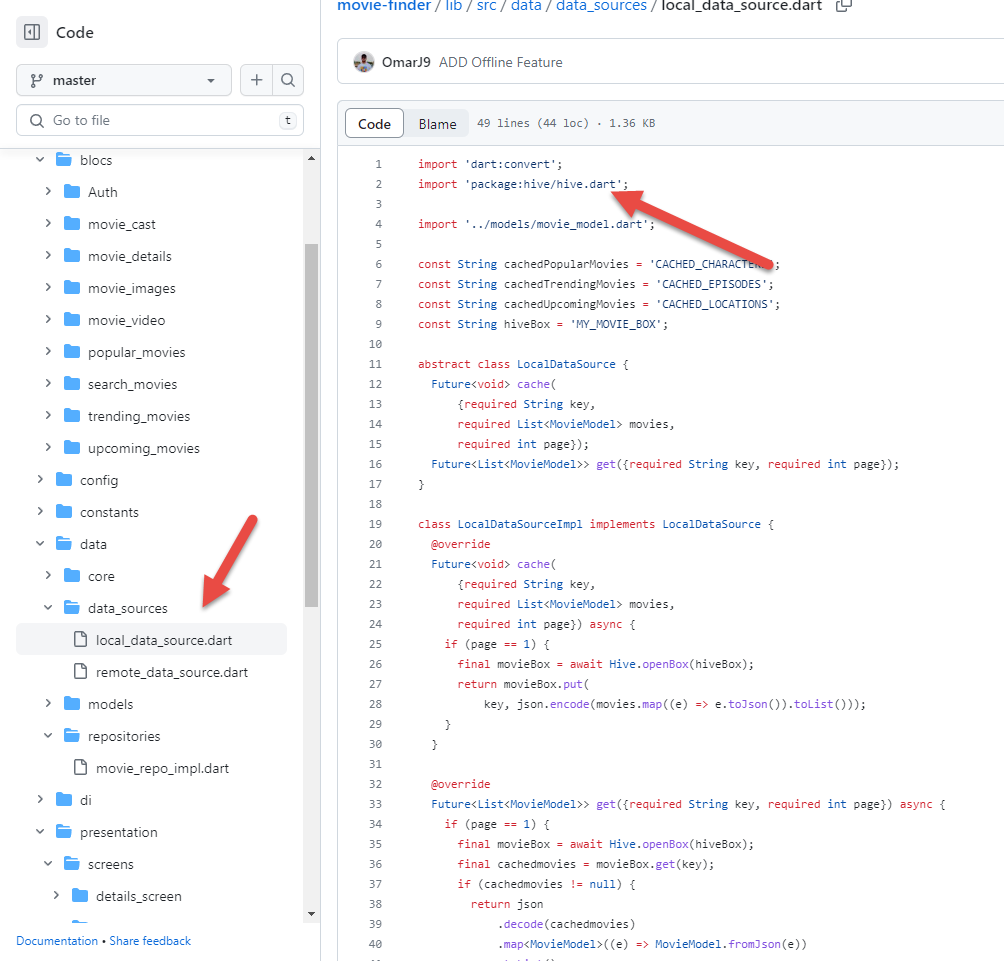 Code
master
Go to file
t
blocs
Auth
movie_cast
movie_details
movie_images
movie_video
popular_movies
search_movies
trending_movies
upcoming_movies
config
constants
data
core
data_sources
local_data_source.dart
remote_data_source.dart
models
repositories
movie_repo_impl.dart
di
presentation
screens
details_screen
Documentation • Share feedback
movie-finder / lib / src / data / data_sources / local_data_source.dart
OmarJ9 ADD Offline Feature
Code Blame 49 lines (44 loc) · 1.36 KB
1 import 'dart:convert';
2 import 'package:hive/hive.dart';
3
4 import '../models/movie_model.dart';
5
6 const String cachedPopularMovies = 'CACHED_CHARACTE ;
7 const String cachedTrendingMovies = 'CACHED_EPISODES';
8 const String cachedUpcomingMovies = 'CACHED_LOCATIONS';
9 const String hiveBox = 'MY_MOVIE_BOX';
10
11 abstract class LocalDataSource {
12 Future<void> cache(
13 {required String key,
14 required List<MovieModel> movies,
15 required int page});
16 Future<List<MovieModel>> get({required String key, required int page});
17 }
18
19 class LocalDataSourceImpl implements LocalDataSource {
20 @override
21 Future<void> cache(
22 {required String key,
23 required List<MovieModel> movies,
24 required int page}) async {
25 if (page == 1) {
26 final movieBox = await Hive.openBox(hiveBox);
27 return movieBox.put(
28 key, json.encode(movies.map((e) => e.toJson()).toList()));
29 }
30 }
31
32 @override
33 Future<List<MovieModel>> get({required String key, required int page}) async {
34 if (page == 1) {
35 final movieBox = await Hive.openBox(hiveBox);
36 final cachedmovies = movieBox.get(key);
37 if (cachedmovies != null) {
38 return json
39 .decode(cachedmovies)
40 .map<MovieModel>((e) => MovieModel.fromJson(e))